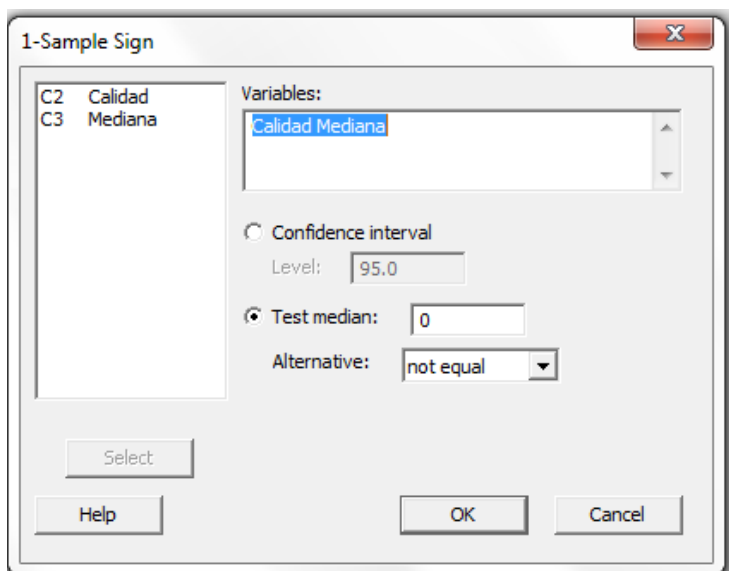 1-Sample Sign
C2 Calidad
C3 Mediana
Variables:
Calidad Mediana
Confidence interval
Level: 95.0
Test median: 0
Alternative: not equal
Select
Help
OK
Cancel